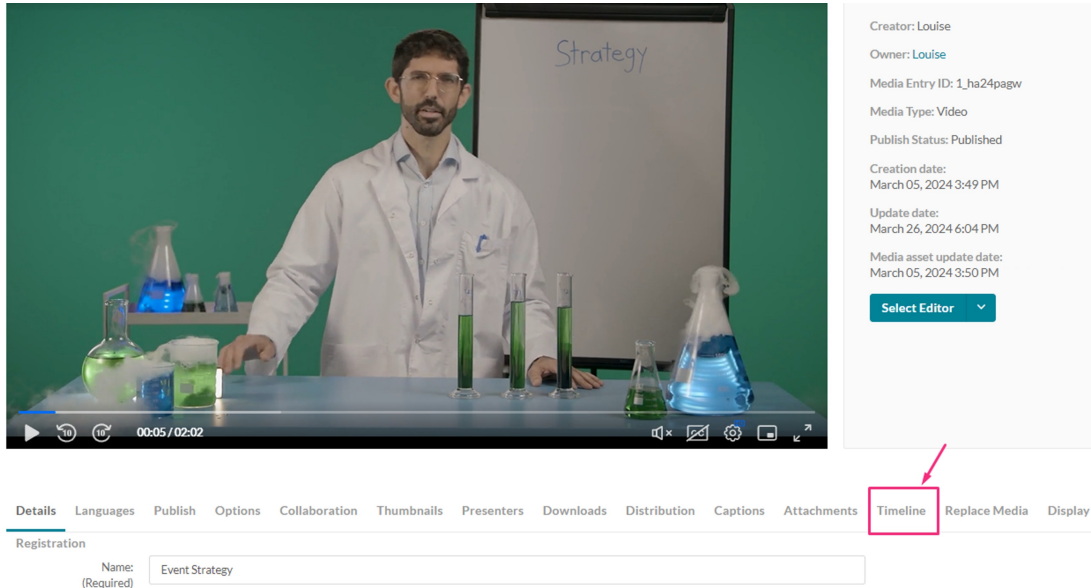 Strategy
Creator: Louise
Owner: Louise
Media Entry ID: 1_ha24pagw
Media Type: Video
Publish Status: Published
Creation date:
March 05, 2024 3:49 PM
Update date:
March 26, 2024 6:04 PM
Media asset update date:
March 05, 2024 3:50 PM
Select Editor
10 10 00:05 / 02:02
Details Languages Publish Options Collaboration Thumbnails Presenters Downloads Distribution Captions Attachments Timeline Replace Media Display
Registration
Name: Event Strategy
(Required)